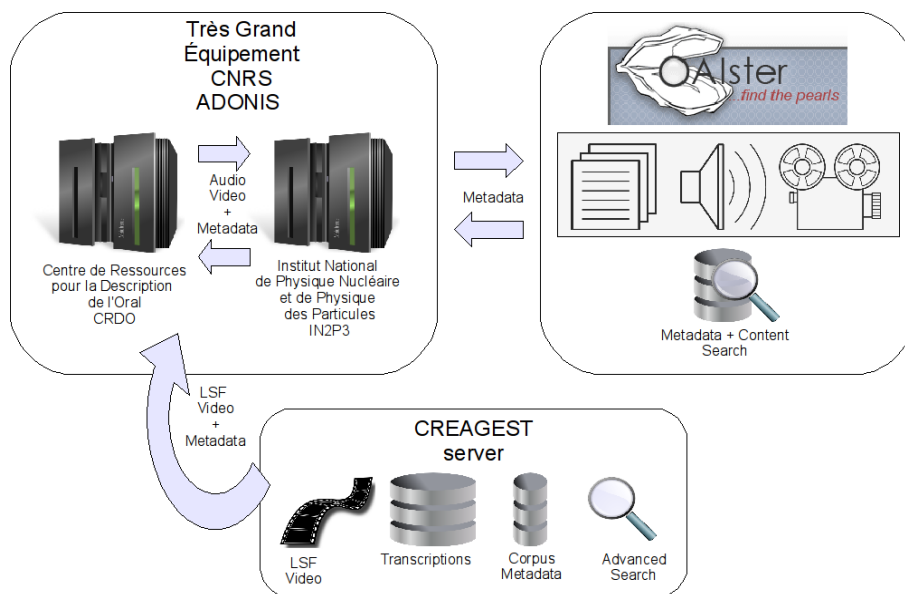 Très Grand
Équipement
CNRS
ADONIS
Audio
Video
+
Metadata
Centre de Ressources
pour la Description
de l'Oral
CRDO
Institut National
de Physique Nucléaire
et de Physique
des Particules
IN2P3
Metadata
Alster
...find the pearls
Metadata + Content
Search
LSF
Video
+
Metadata
CREAGEST
server
LSF
Video
Transcriptions
Corpus
Metadata
Advanced
Search